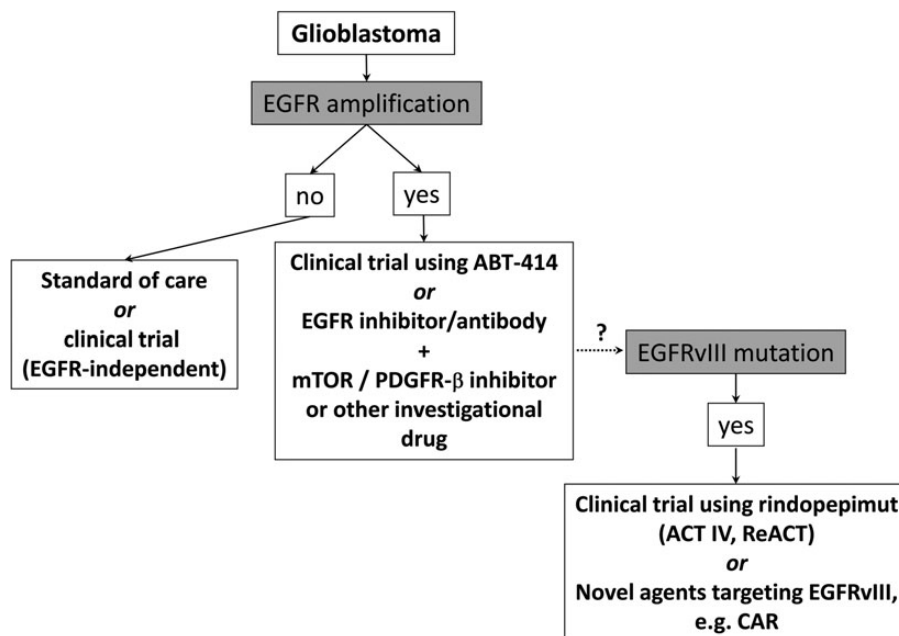 Glioblastoma
EGFR amplification
no
yes
Standard of care
or
clinical trial
(EGFR-independent)
Clinical trial using ABT-414
or
EGFR inhibitor/antibody
+
mTOR / PDGFR-β inhibitor
or other investigational
drug
?
EGFRvIII mutation
yes
Clinical trial using rindopepimut
(ACT IV, ReACT)
or
Novel agents targeting EGFRvIII,
e.g. CAR